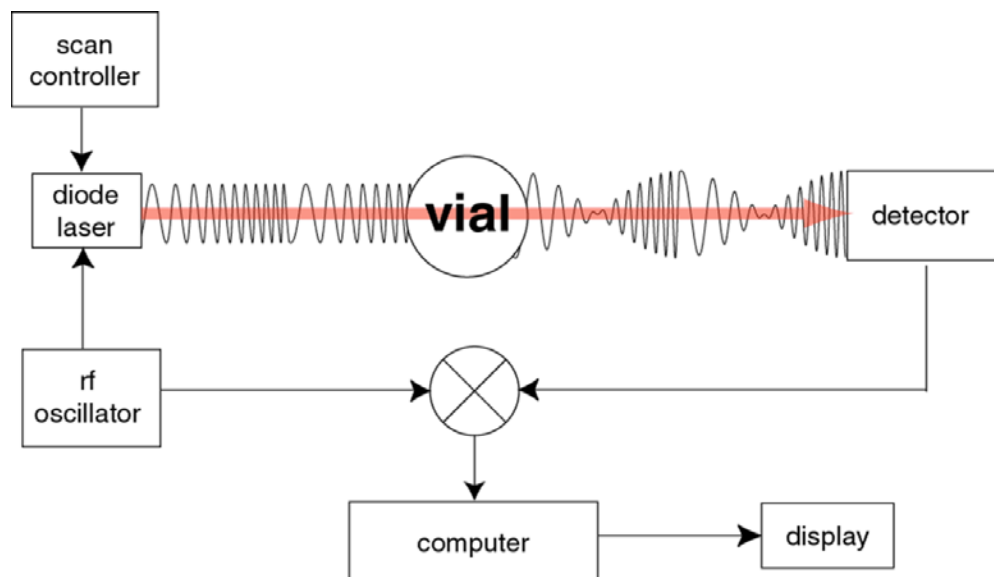 scan
controller
diode
laser
vial
detector
rf
oscillator
computer
display